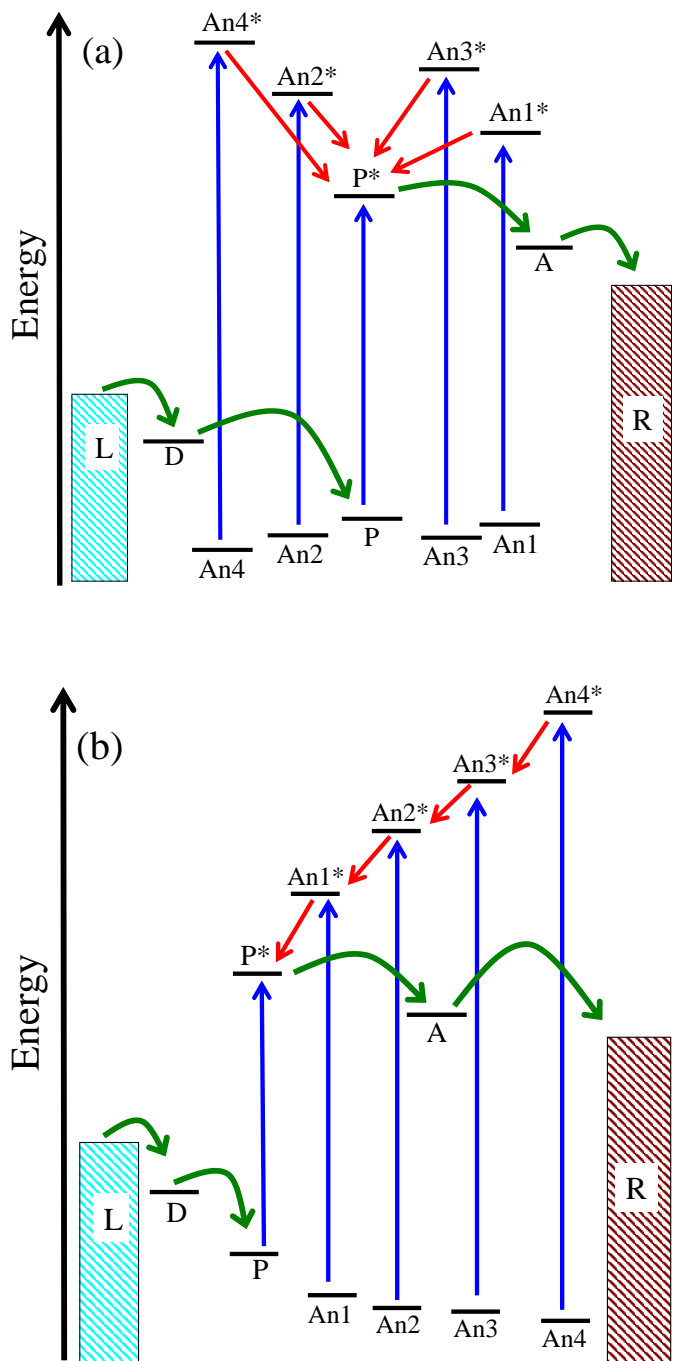 (a)
An4*
An3*
An2*
An1*
P*
A
Energy
L
D
R
An4
An2
P
An3
An1
(b)
An4*
An3*
An2*
An1*
P*
A
Energy
L
D
R
P
An1
An2
An3
An4